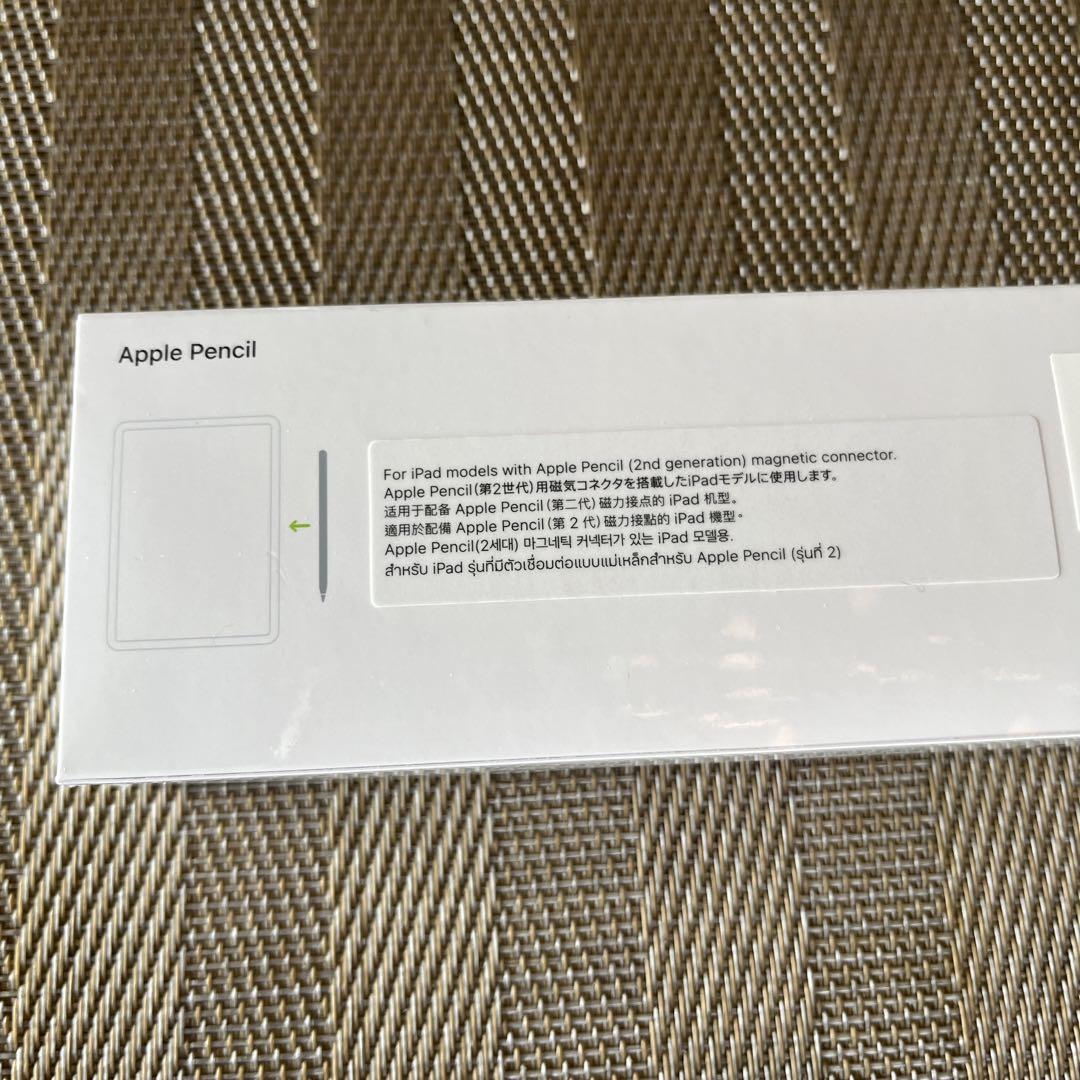 Apple Pencil
For iPad models with Apple Pencil (2nd generation) magnetic connector.
Apple Pencil(第2世代)用磁気コネクタを搭載したiPadモデルに使用します。
适用于配备 Apple Pencil (第二代) 磁力接点的 iPad 机型。
適用於配備 Apple Pencil (第 2 代) 磁力接點的 iPad 機型。
Apple Pencil(2세대) 마그네틱 커넥터가 있는 iPad 모델용.
สำหรับ iPad รุ่นที่มีตัวเชื่อมต่อแบบแม่เหล็กสำหรับ Apple Pencil (รุ่นที่ 2)